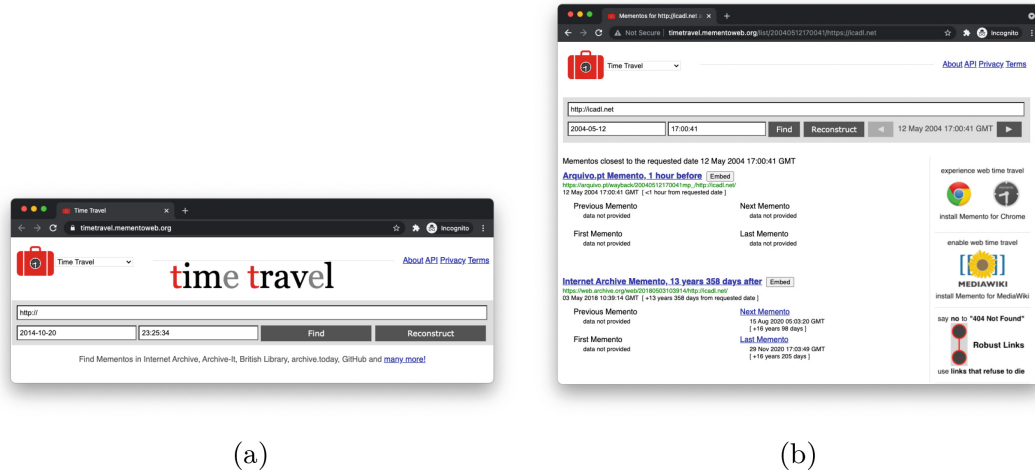 Time Travel
timetravel.mementoweb.org
Incognito
Time Travel
time travel
About API Privacy Terms
http://
2014-10-20
23:25:34
Find
Reconstruct
Find Mementos in Internet Archive, Archive-It, British Library, archive.today, GitHub and many more!
(a)
Mementos for http://icadl.net
Not Secure | timetravel.mementoweb.org/list/20040512170041/https://icadl.net
Incognito
Time Travel
About API Privacy Terms
http://icadl.net
2004-05-12
17:00:41
Find
Reconstruct
12 May 2004 17:00:41 GMT
Mementos closest to the requested date 12 May 2004 17:00:41 GMT
Arquivo.pt Memento, 1 hour before Embed
https://arquivo.pt/wayback/20040512170041mp_/http://icadl.net/
12 May 2004 17:00:41 GMT [ <1 hour from requested date ]
Previous Memento
data not provided
Next Memento
data not provided
First Memento
data not provided
Last Memento
data not provided
Internet Archive Memento, 13 years 358 days after Embed
https://web.archive.org/web/20180503103914/http://icadl.net/
03 May 2018 10:39:14 GMT [ +13 years 358 days from requested date ]
Previous Memento
data not provided
Next Memento
15 Aug 2020 05:03:20 GMT
[ +16 years 98 days ]
First Memento
data not provided
Last Memento
29 Nov 2020 17:03:49 GMT
[ +16 years 205 days ]
experience web time travel
install Memento for Chrome
enable web time travel
MEDIAWIKI
install Memento for MediaWiki
say no to "404 Not Found"
Robust Links
use links that refuse to die
(b)